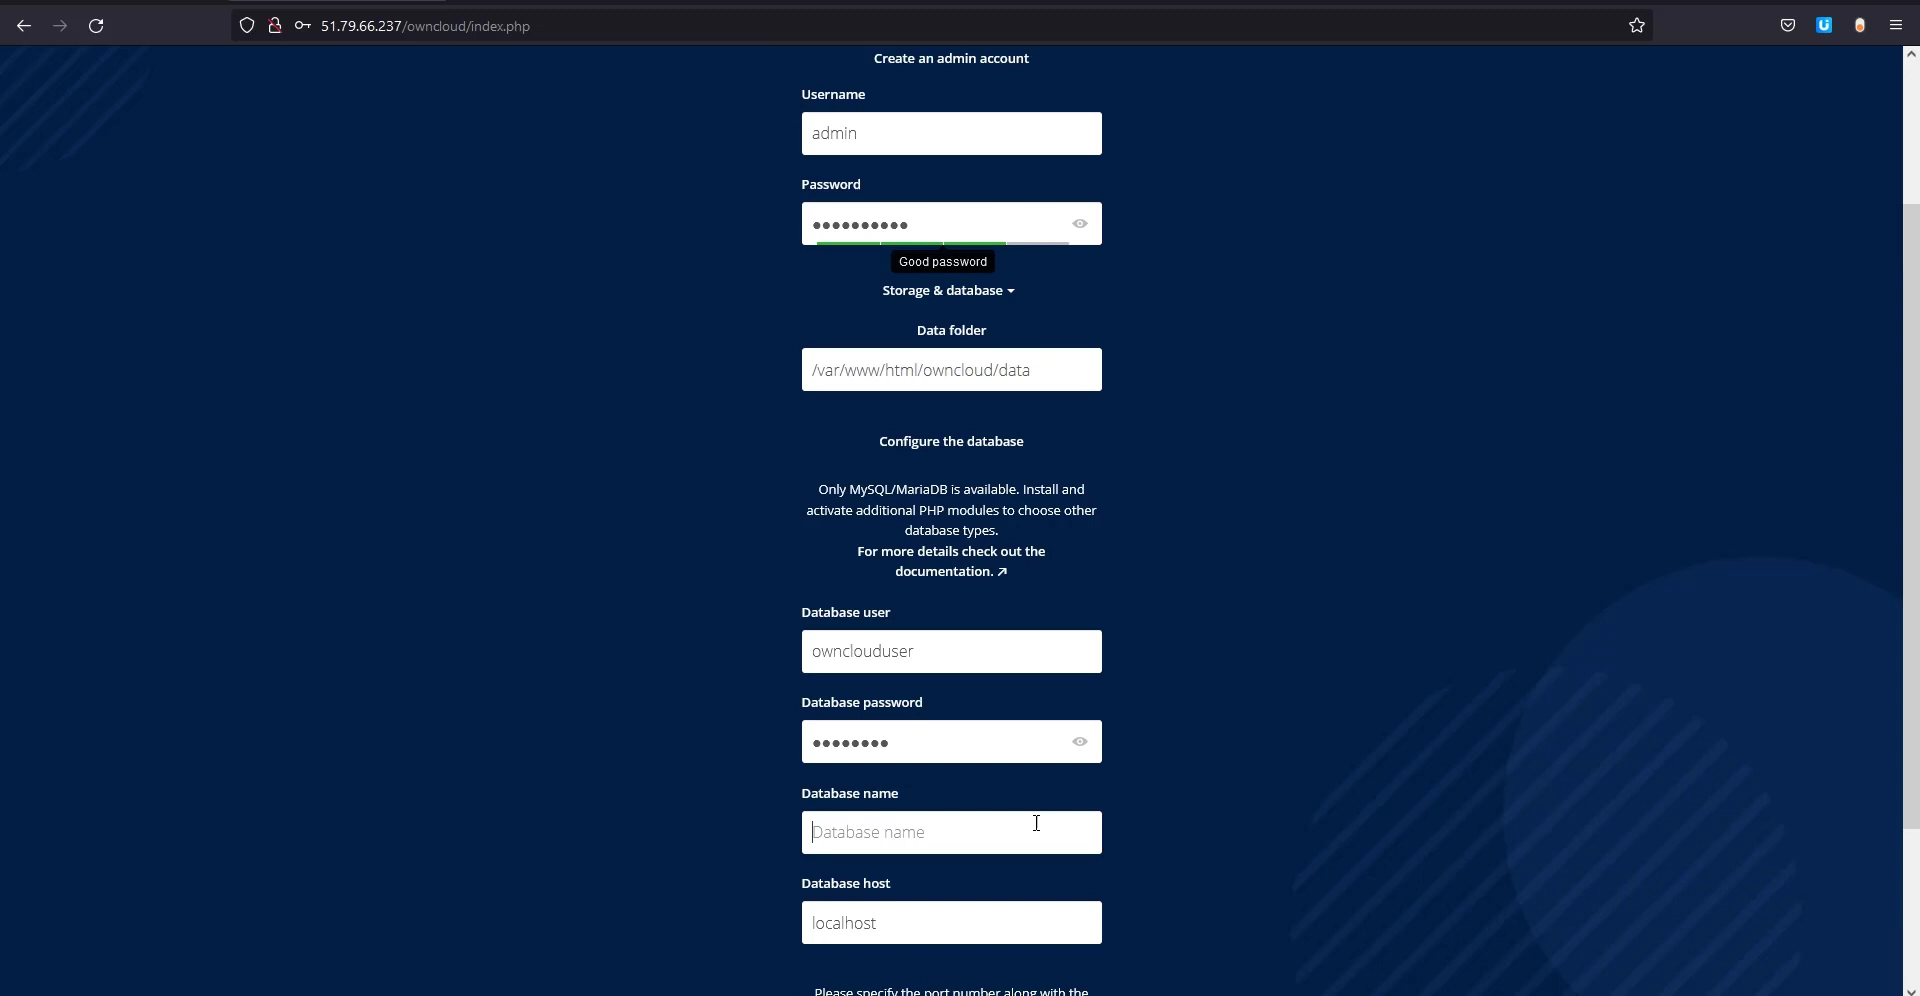 51.79.66.237/owncloud/index.php
Create an admin account
Username
admin
Password
●●●●●●●●●●
Good password
Storage & database
Data folder
/var/www/html/owncloud/data
Configure the database
Only MySQL/MariaDB is available. Install and
activate additional PHP modules to choose other
database types.
For more details check out the
documentation. ↗
Database user
ownclouduser
Database password
●●●●●●●●
Database name
Database name
Database host
localhost
Please specify the port number along with the